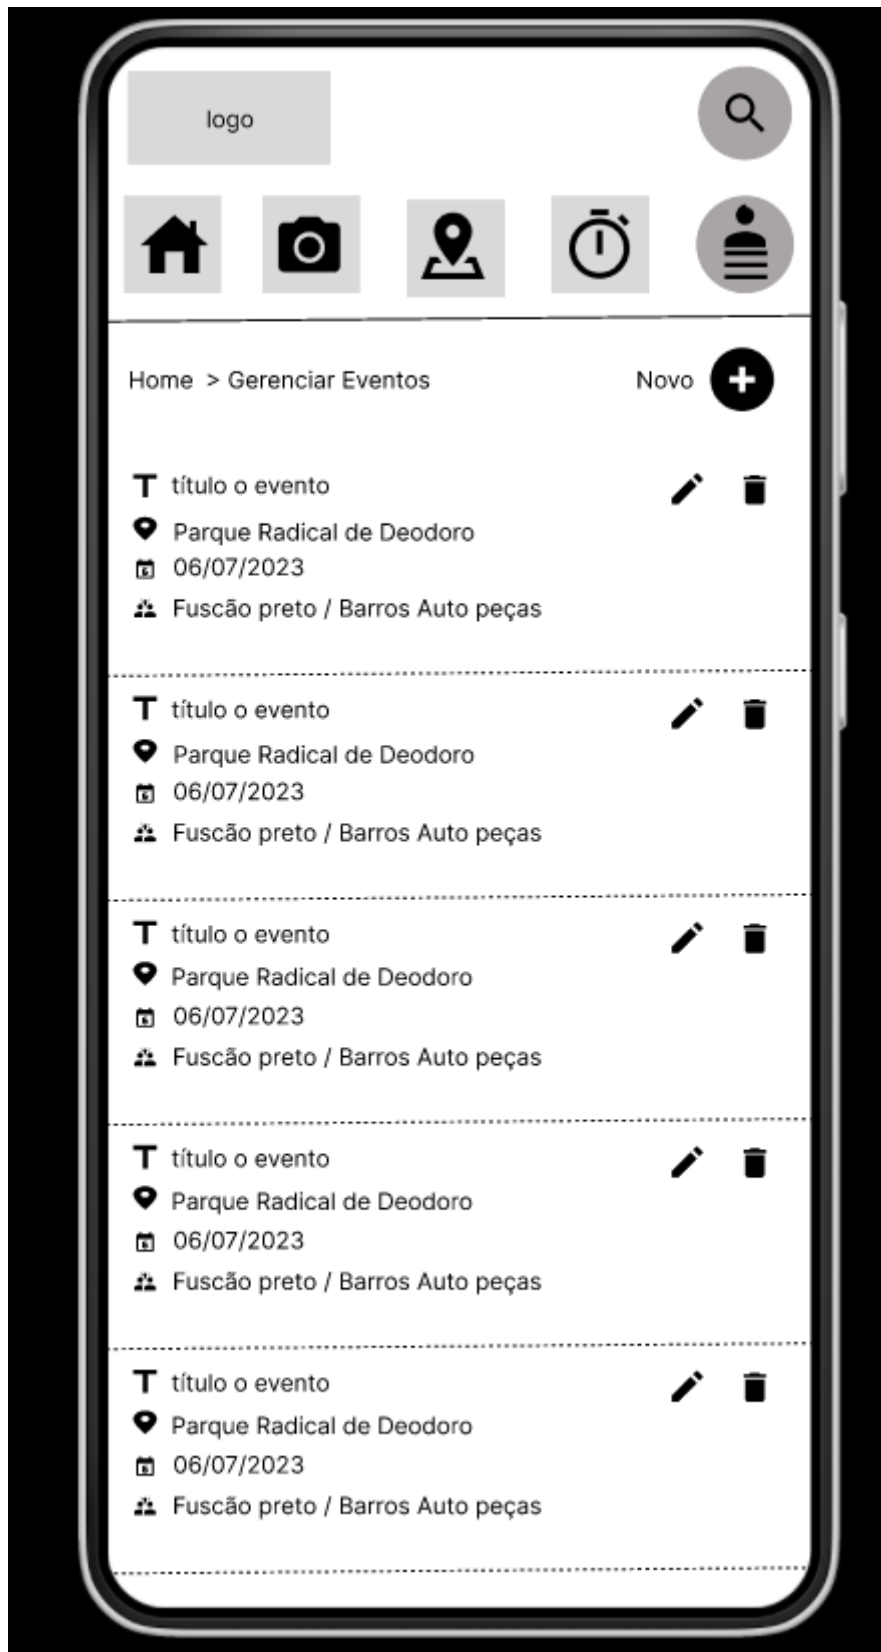 logo
Home > Gerenciar Eventos Novo
título o evento
Parque Radical de Deodoro
06/07/2023
Fuscão preto / Barros Auto peças
título o evento
Parque Radical de Deodoro
06/07/2023
Fuscão preto / Barros Auto peças
título o evento
Parque Radical de Deodoro
06/07/2023
Fuscão preto / Barros Auto peças
título o evento
Parque Radical de Deodoro
06/07/2023
Fuscão preto / Barros Auto peças
título o evento
Parque Radical de Deodoro
06/07/2023
Fuscão preto / Barros Auto peças